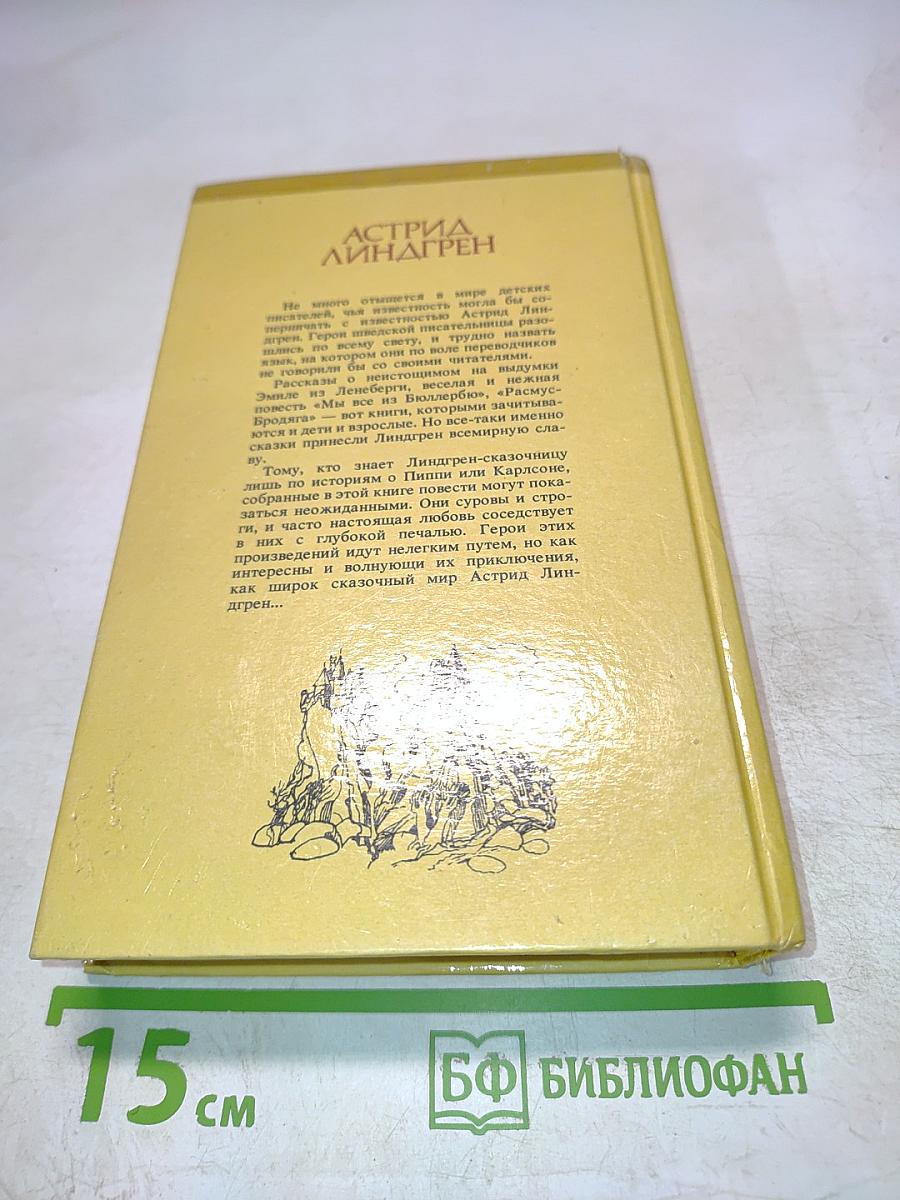 АСТРИД
ЛИНДГРЕН
Не много отыщется в мире детских
писателей, чья известность могла бы со-
перничать с известностью Астрид Лин-
дгрен. Герои шведской писательницы разо-
шлись по всему свету, и трудно назвать
язык, на котором они по воле переводчиков
не говорили бы со своими читателями.
Рассказы о неистощимом на выдумки
Эмиле из Ленеберги, веселая и нежная
повесть «Мы все из Бюллербю», «Расмус-
Бродяга» — вот книги, которыми зачитыва-
ются и дети и взрослые. Но все-таки именно
сказки принесли Линдгрен всемирную сла-
ву.
Тому, кто знает Линдгрен-сказочницу
лишь по историям о Пиппи или Карлсоне,
собранные в этой книге повести могут пока-
заться неожиданными. Они суровы и стро-
ги, и часто настоящая любовь соседствует
в них с глубокой печалью. Герои этих
произведений идут нелегким путем, но как
интересны и волнующи их приключения,
как широк сказочный мир Астрид Лин-
дгрен...
15 см
БФ БИБЛИОФАН